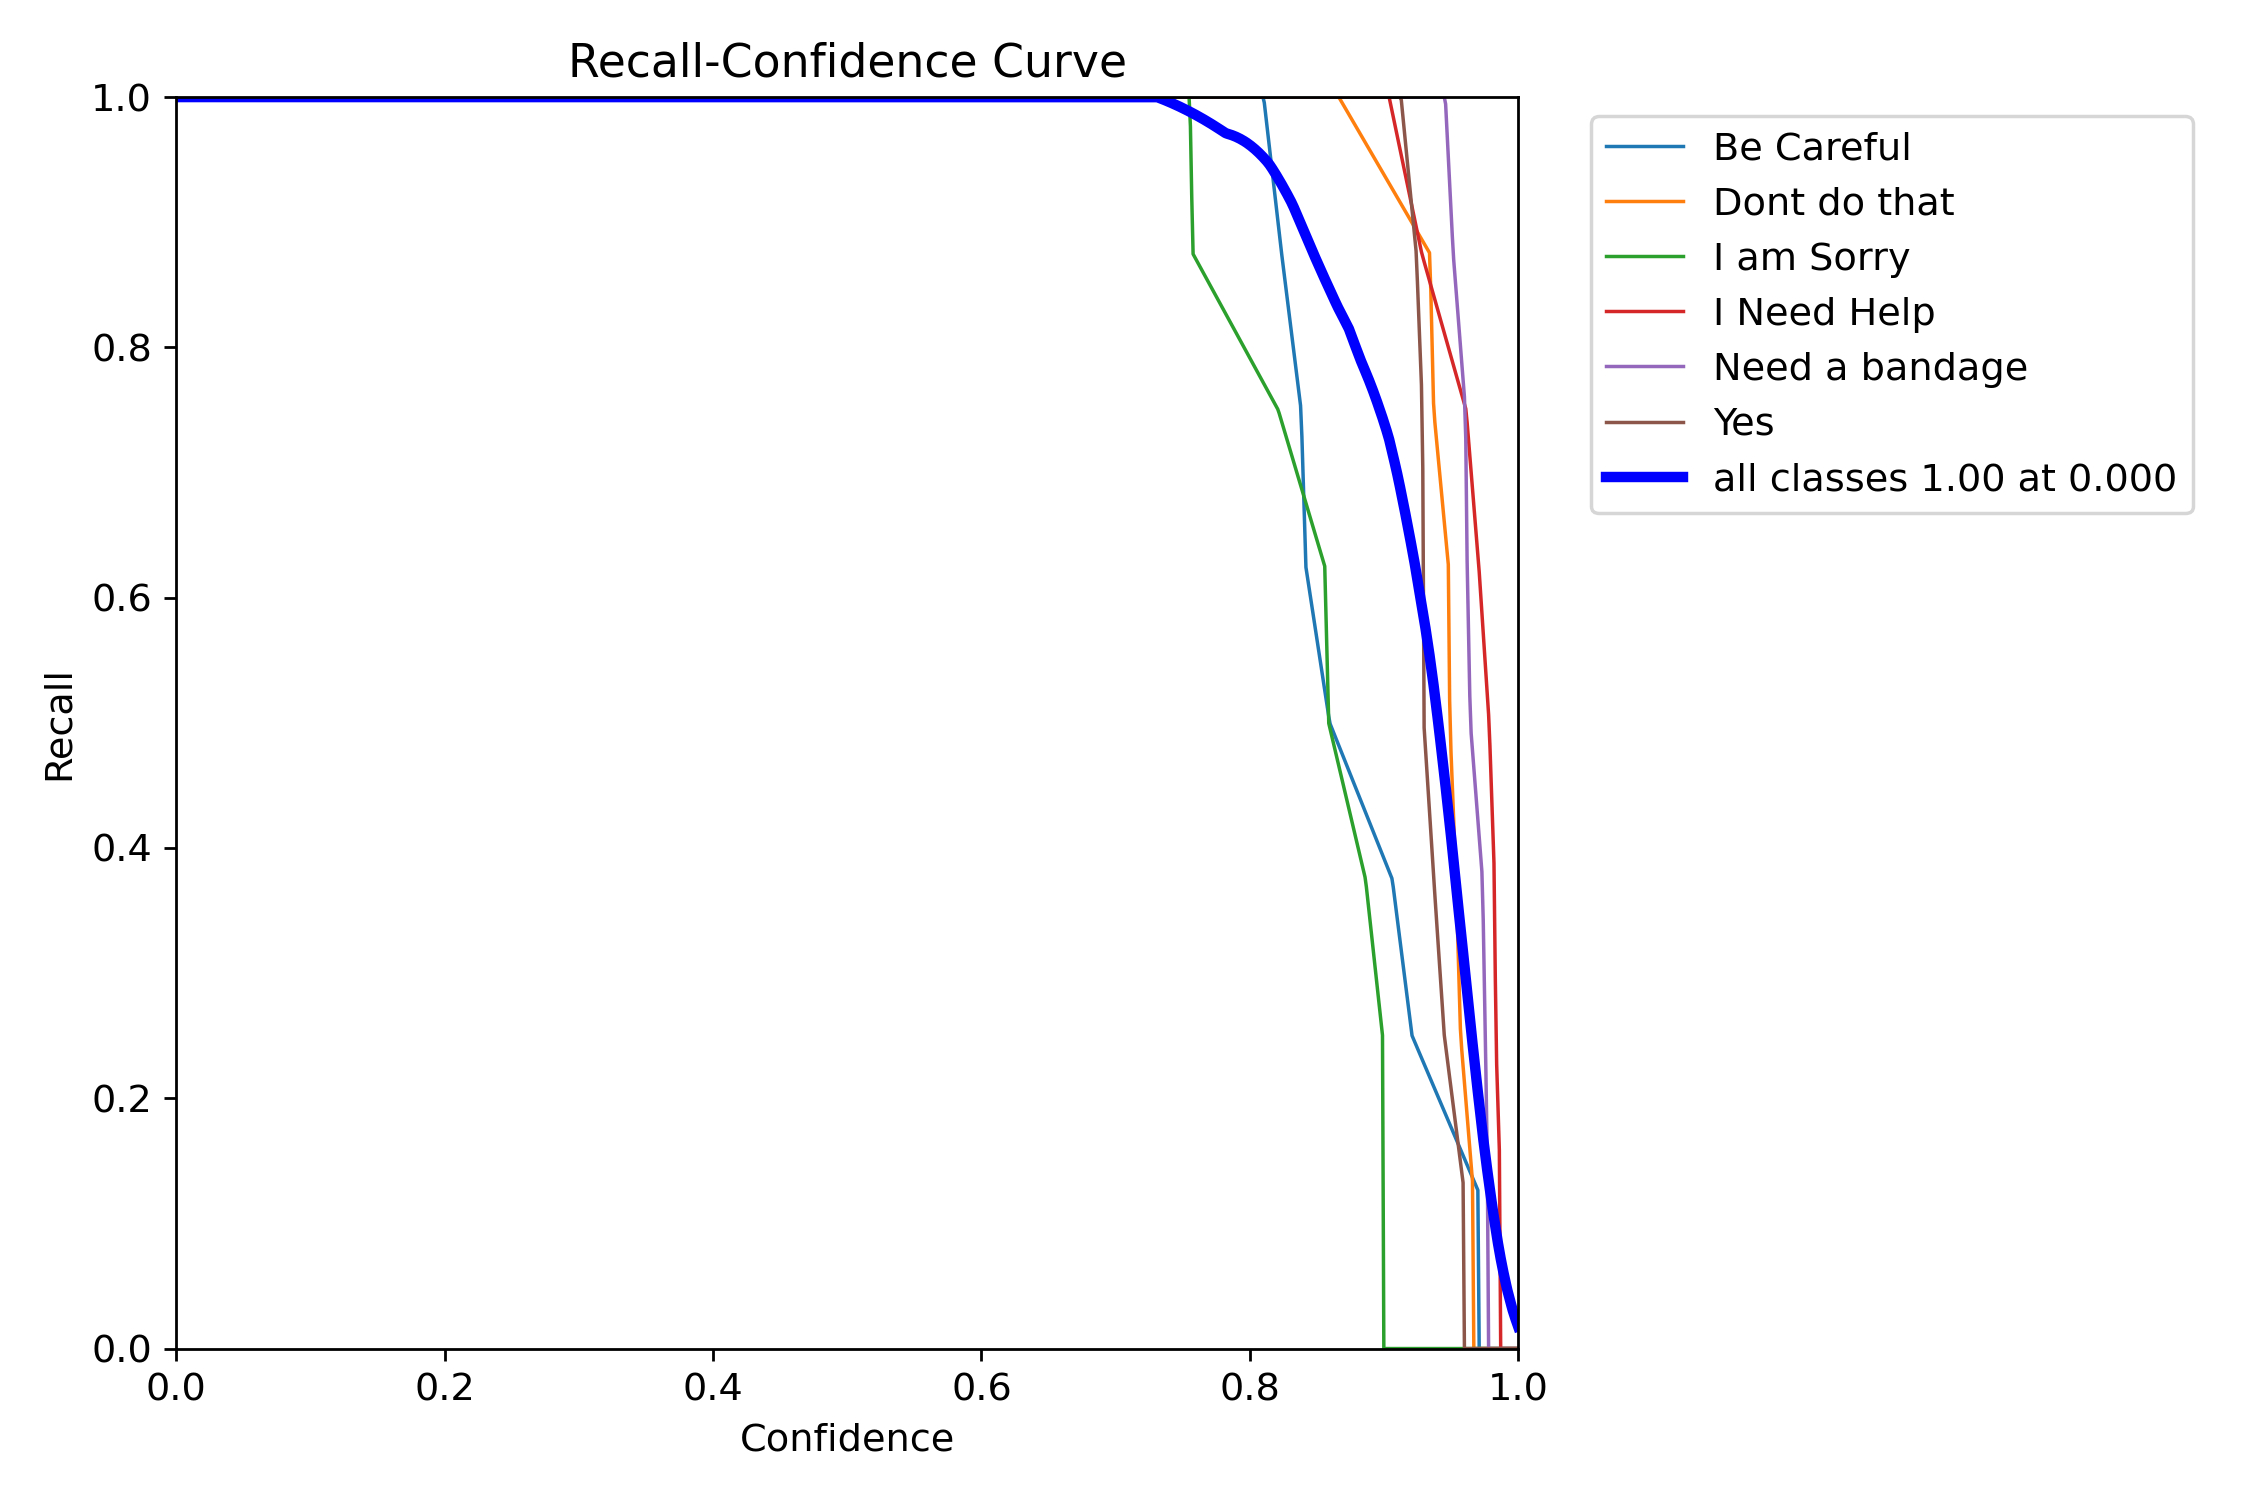 Recall-Confidence Curve
1.0
0.8
0.6
0.4
0.2
0.0
Recall
0.0 0.2 0.4 0.6 0.8 1.0
Confidence
Be Careful
Dont do that
I am Sorry
I Need Help
Need a bandage
Yes
all classes 1.00 at 0.000